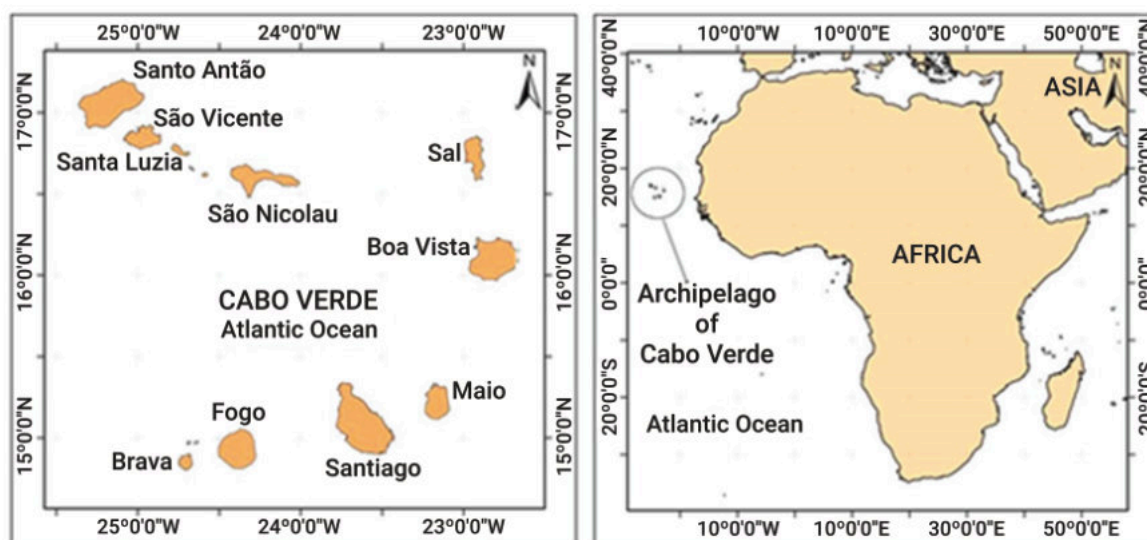 25°0'0"W 24°0'0"W 23°0'0"W
17°0'0"N
16°0'0"N
15°0'0"N
N
Santo Antão
São Vicente
Santa Luzia
São Nicolau
Sal
Boa Vista
CABO VERDE
Atlantic Ocean
Maio
Fogo
Brava
Santiago
17°0'0"N
16°0'0"N
15°0'0"N
25°0'0"W 24°0'0"W 23°0'0"W
10°0'0"W 10°0'0"E 30°0'0"E 50°0'0"E
40°0'0"N
20°0'0"N
0°0'0"
20°0'0"S
N
ASIA
AFRICA
Archipelago
of
Cabo Verde
Atlantic Ocean
40°0'0"N
20°0'0"N
0°0'0"
20°0'0"S
10°0'0"W 10°0'0"E 30°0'0"E 50°0'0"E